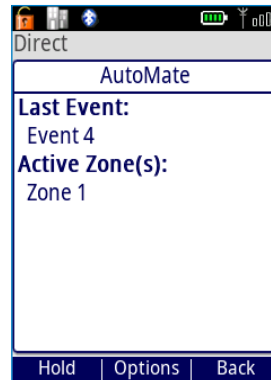 Direct
AutoMate
Last Event:
Event 4
Active Zone(s):
Zone 1
Hold Options Back